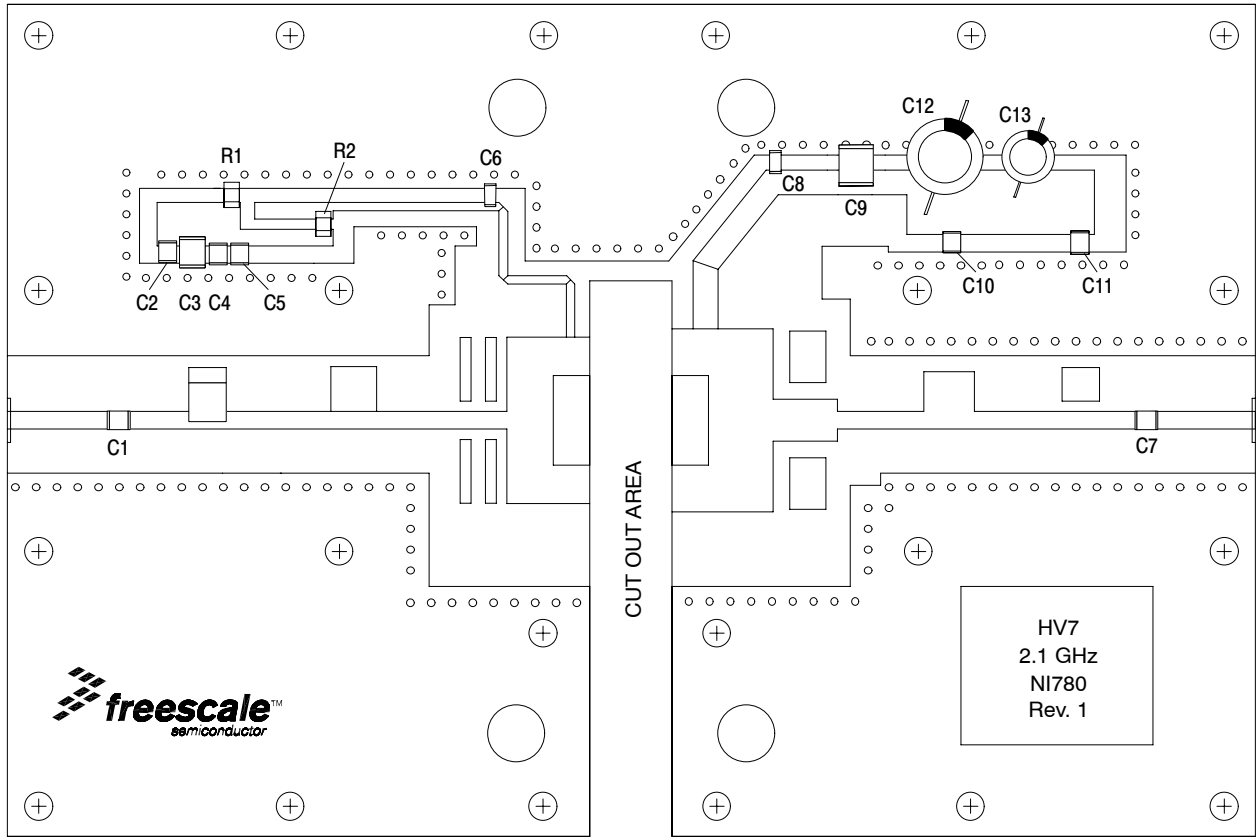 C12
C13
R1
R2
C6
C8
C9
C2
C3
C4
C5
C10
C11
C1
C7
CUT OUT AREA
HV7
2.1 GHz
NI780
Rev. 1
freescale™
semiconductor